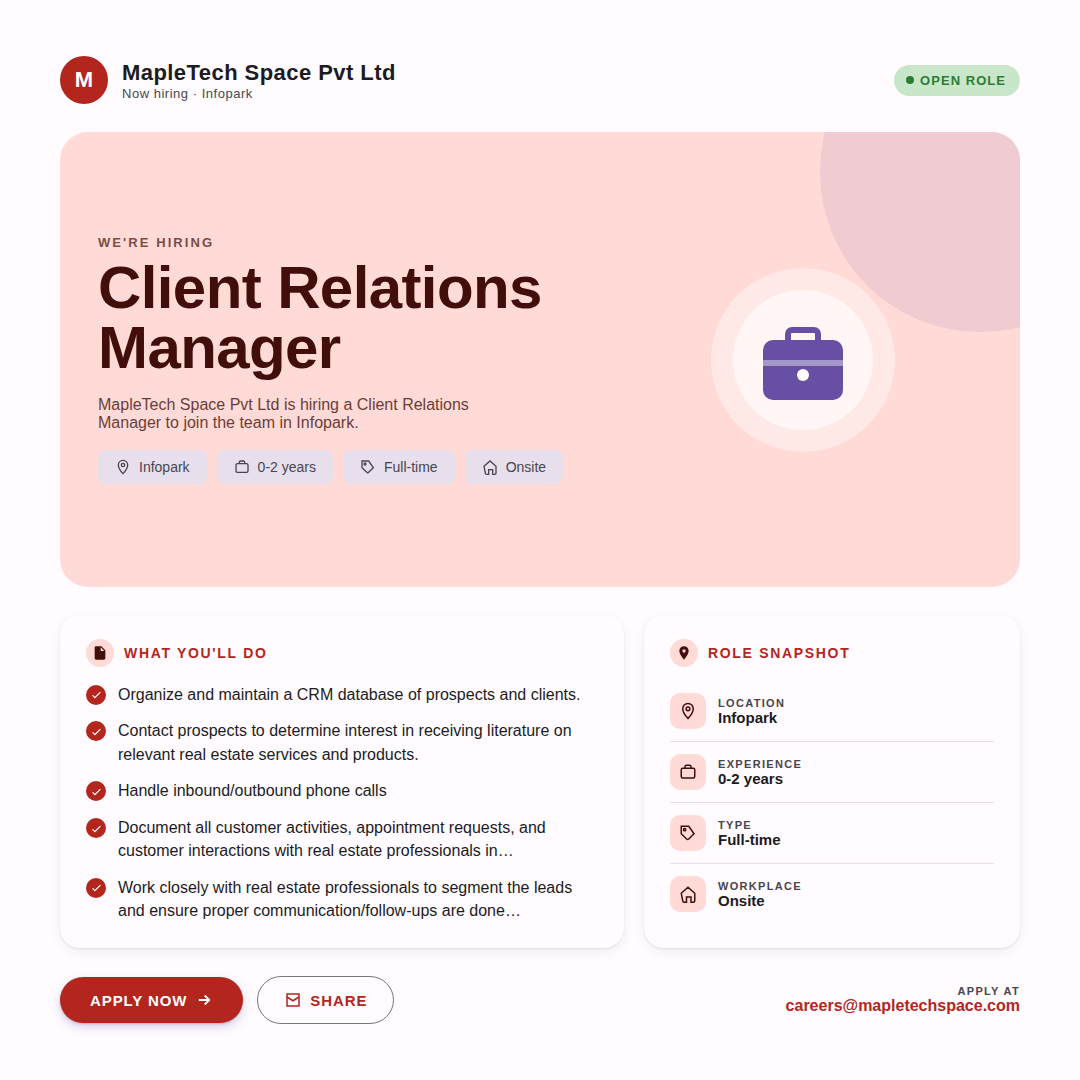 M
MapleTech Space Pvt Ltd
Now hiring · Infopark
OPEN ROLE
WE'RE HIRING
Client Relations
Manager
MapleTech Space Pvt Ltd is hiring a Client Relations
Manager to join the team in Infopark.
Infopark
0-2 years
Full-time
Onsite
WHAT YOU'LL DO
Organize and maintain a CRM database of prospects and clients.
Contact prospects to determine interest in receiving literature on
relevant real estate services and products.
Handle inbound/outbound phone calls
Document all customer activities, appointment requests, and
customer interactions with real estate professionals in…
Work closely with real estate professionals to segment the leads
and ensure proper communication/follow-ups are done…
ROLE SNAPSHOT
LOCATION
Infopark
EXPERIENCE
0-2 years
TYPE
Full-time
WORKPLACE
Onsite
APPLY NOW
SHARE
APPLY AT
careers@mapletechspace.com